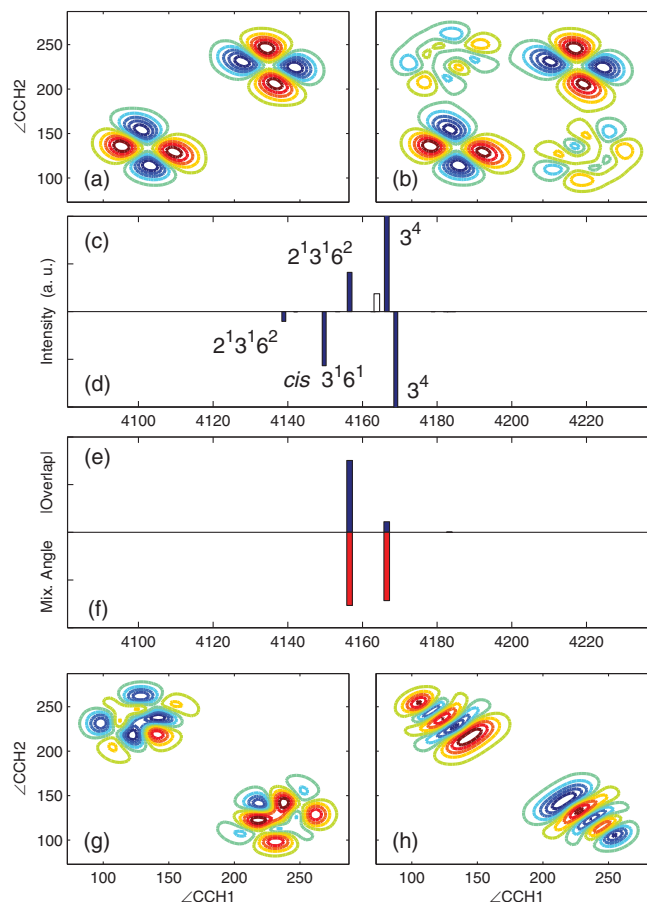 250
200
150
100
∠CCH2
(a)
(b)
(c)
2¹3¹6²
3⁴
Intensity (a. u.)
2¹3¹6²
cis 3¹6¹
3⁴
(d)
4100 4120 4140 4160 4180 4200 4220
(e)
|Overlap|
Mix. Angle
(f)
4100 4120 4140 4160 4180 4200 4220
250
200
150
100
∠CCH2
(g)
(h)
100 150 200 250
100 150 200 250
∠CCH1
∠CCH1